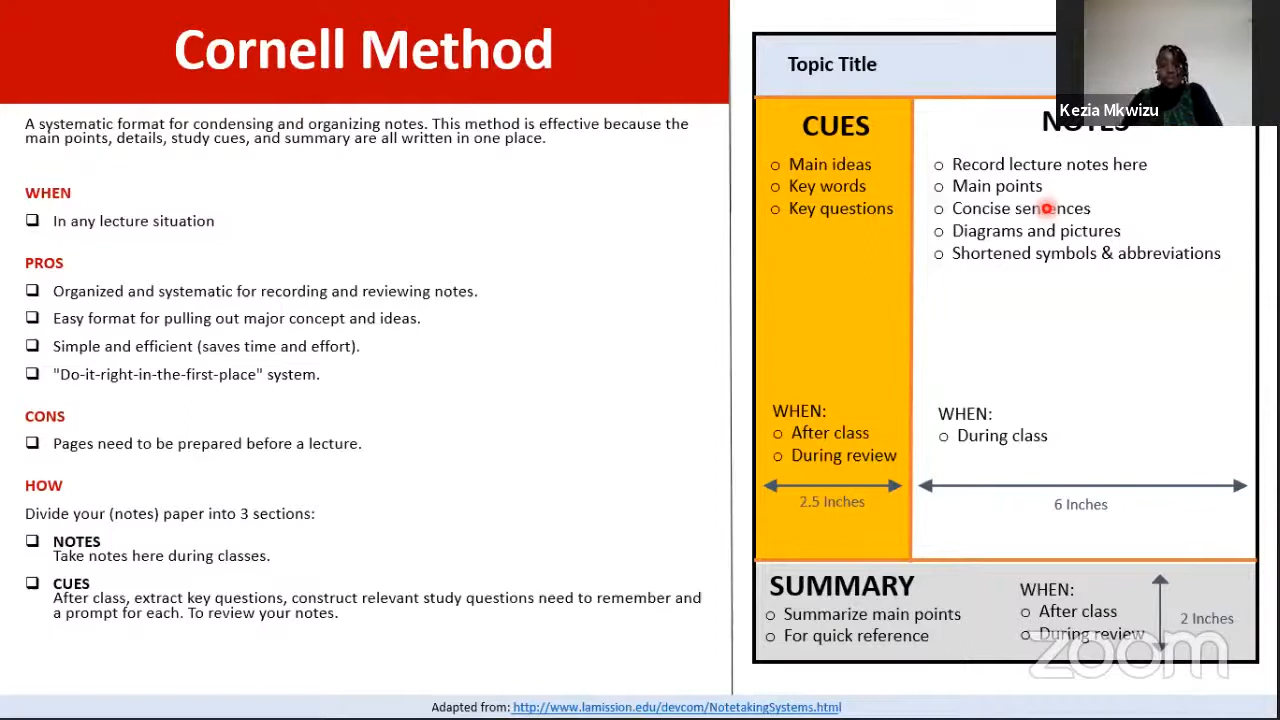 Cornell Method
A systematic format for condensing and organizing notes. This method is effective because the
main points, details, study cues, and summary are all written in one place.
WHEN
In any lecture situation
PROS
Organized and systematic for recording and reviewing notes.
Easy format for pulling out major concept and ideas.
Simple and efficient (saves time and effort).
"Do-it-right-in-the-first-place" system.
CONS
Pages need to be prepared before a lecture.
HOW
Divide your (notes) paper into 3 sections:
NOTES
Take notes here during classes.
CUES
After class, extract key questions, construct relevant study questions need to remember and
a prompt for each. To review your notes.
Topic Title
Kezia Mkwizu
CUES
Main ideas
Key words
Key questions
WHEN:
After class
During review
2.5 Inches
NOTES
Record lecture notes here
Main points
Concise sentences
Diagrams and pictures
Shortened symbols & abbreviations
WHEN:
During class
6 Inches
SUMMARY
Summarize main points
For quick reference
WHEN:
After class
During review
2 Inches
zoom
Adapted from: http://www.lamission.edu/devcom/NotetakingSystems.html